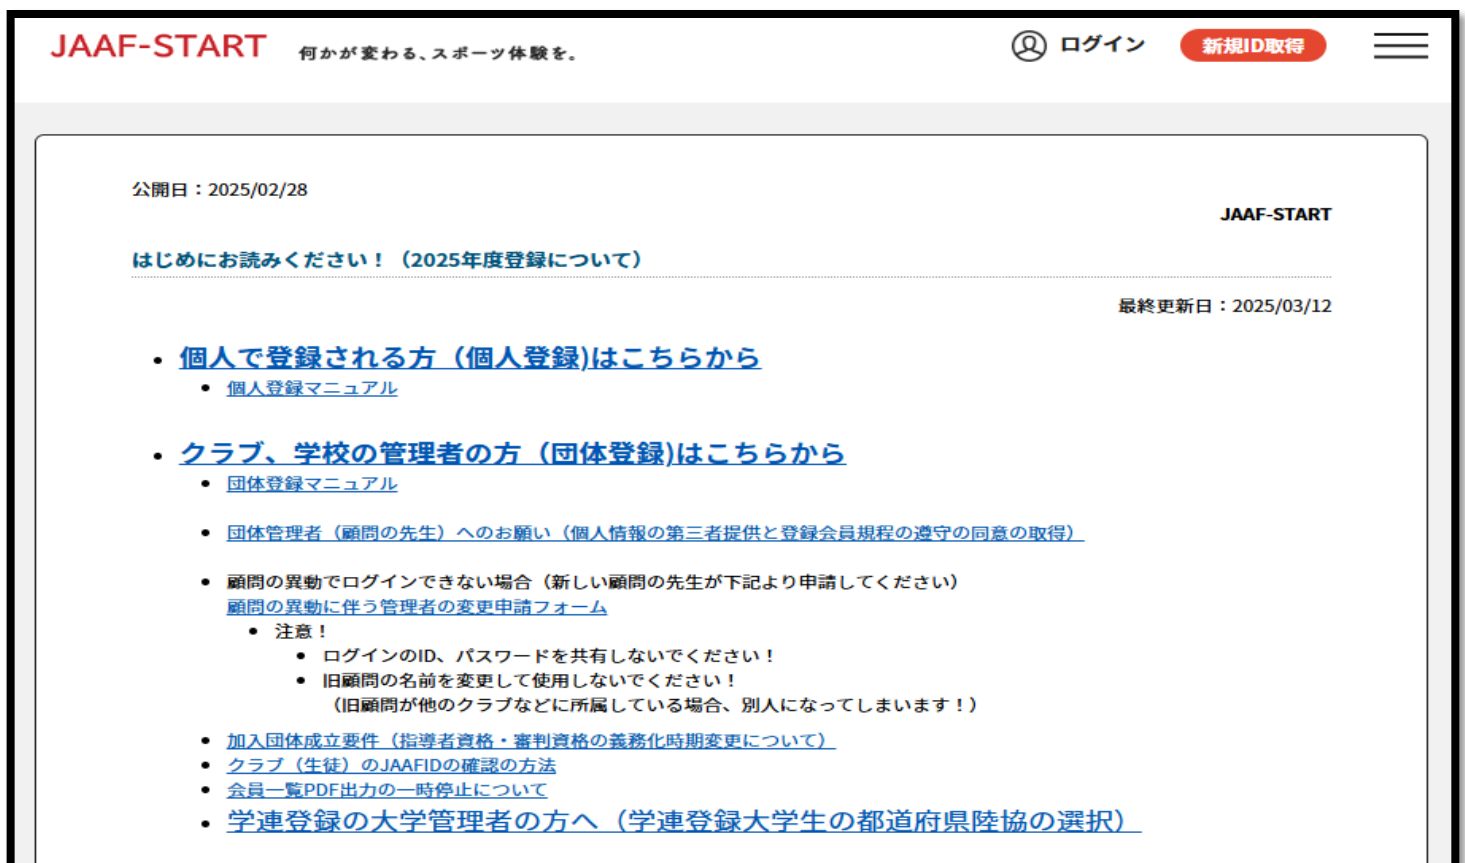 JAAF-START 何かが変わる、スポーツ体験を。 ログイン 新規ID取得
公開日：2025/02/28
JAAF-START
はじめにお読みください！（2025年度登録について）
最終更新日：2025/03/12
• 個人で登録される方（個人登録)はこちらから
• 個人登録マニュアル
• クラブ、学校の管理者の方（団体登録)はこちらから
• 団体登録マニュアル
• 団体管理者（顧問の先生）へのお願い（個人情報の第三者提供と登録会員規程の遵守の同意の取得）
• 顧問の異動でログインできない場合（新しい顧問の先生が下記より申請してください）
顧問の異動に伴う管理者の変更申請フォーム
• 注意！
• ログインのID、パスワードを共有しないでください！
• 旧顧問の名前を変更して使用しないでください！
（旧顧問が他のクラブなどに所属している場合、別人になってしまいます！）
• 加入団体成立要件（指導者資格・審判資格の義務化時期変更について）
• クラブ（生徒）のJAAFIDの確認の方法
• 会員一覧PDF出力の一時停止について
• 学連登録の大学管理者の方へ（学連登録大学生の都道府県陸協の選択）